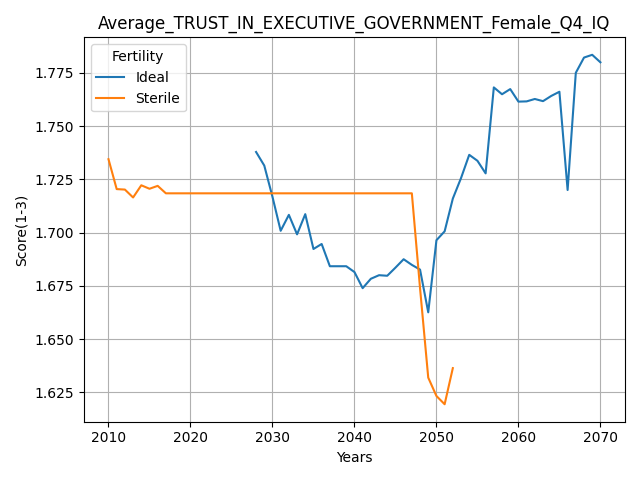 Average_TRUST_IN_EXECUTIVE_GOVERNMENT_Female_Q4_IQ
Fertility
Ideal
Sterile
1.775
1.750
1.725
1.700
1.675
1.650
1.625
Score(1-3)
2010 2020 2030 2040 2050 2060 2070
Years